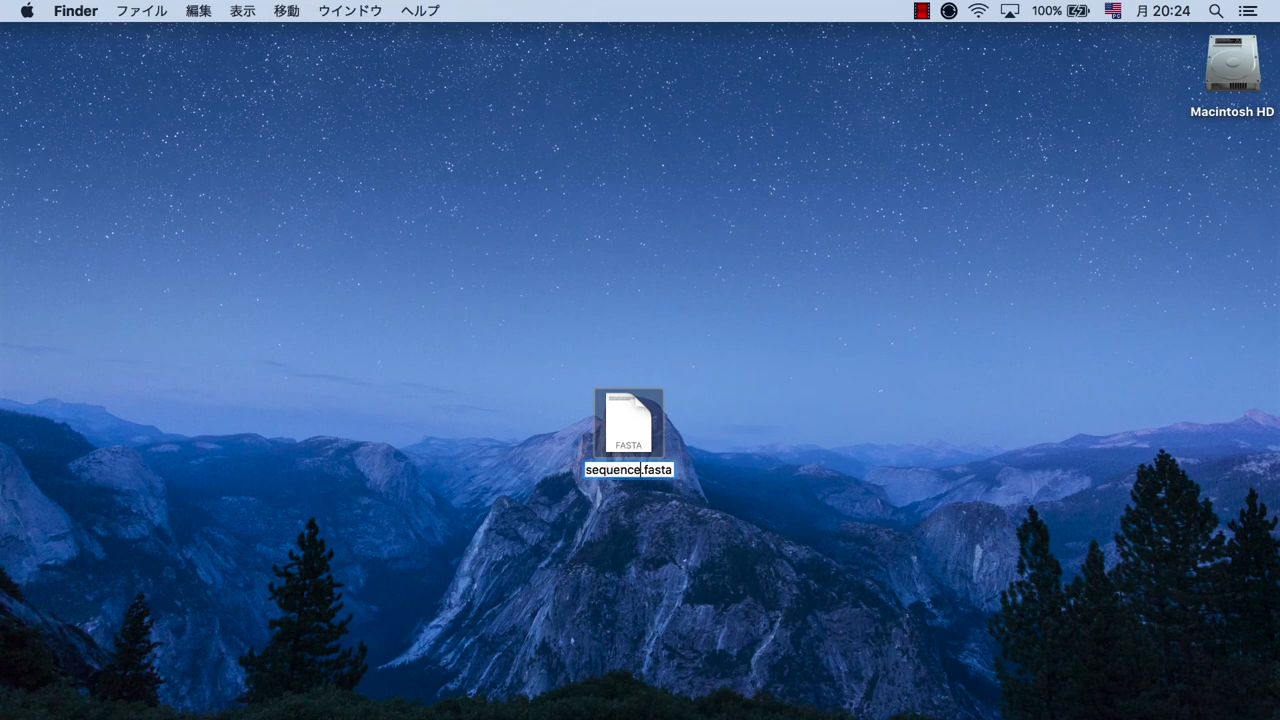 Finder ファイル 編集 表示 移動 ウインドウ ヘルプ 100% 月 20:24
Macintosh HD
FASTA
sequence.fasta